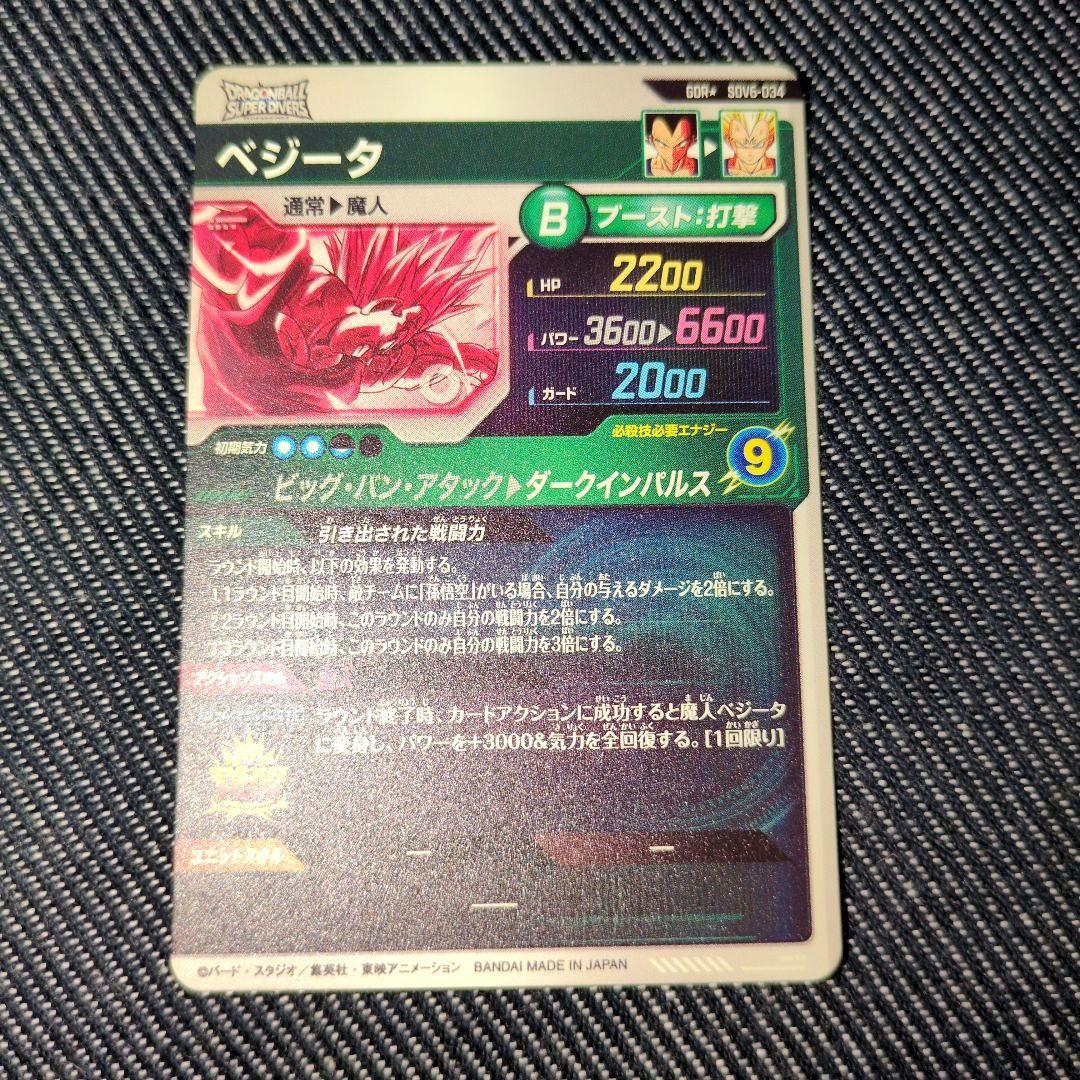 DRAGONBALL
SUPER DIVERS
GDR★ SDV6-034
ベジータ
通常▶魔人
B ブースト:打撃
HP 2200
パワー 3600▶6600
ガード 2000
初期気力
必殺技必要エナジー
9
ビッグ・バン・アタック▶ダークインパルス
スキル 引き出された戦闘力
ラウンド開始時、以下の効果を発動する。
1.1ラウンド目開始時、敵チームに「孫悟空」がいる場合、自分の与えるダメージを2倍にする。
2.2ラウンド目開始時、このラウンドのみ自分の戦闘力を2倍にする。
3.3ラウンド目開始時、このラウンドのみ自分の戦闘力を3倍にする。
アクションスキル
ラウンド終了時、カードアクションに成功すると魔人ベジータ
に変身し、パワーを+3000&気力を全回復する。[1回限り]
ユニットスキル — —
—
©バード・スタジオ/集英社・東映アニメーション BANDAI MADE IN JAPAN